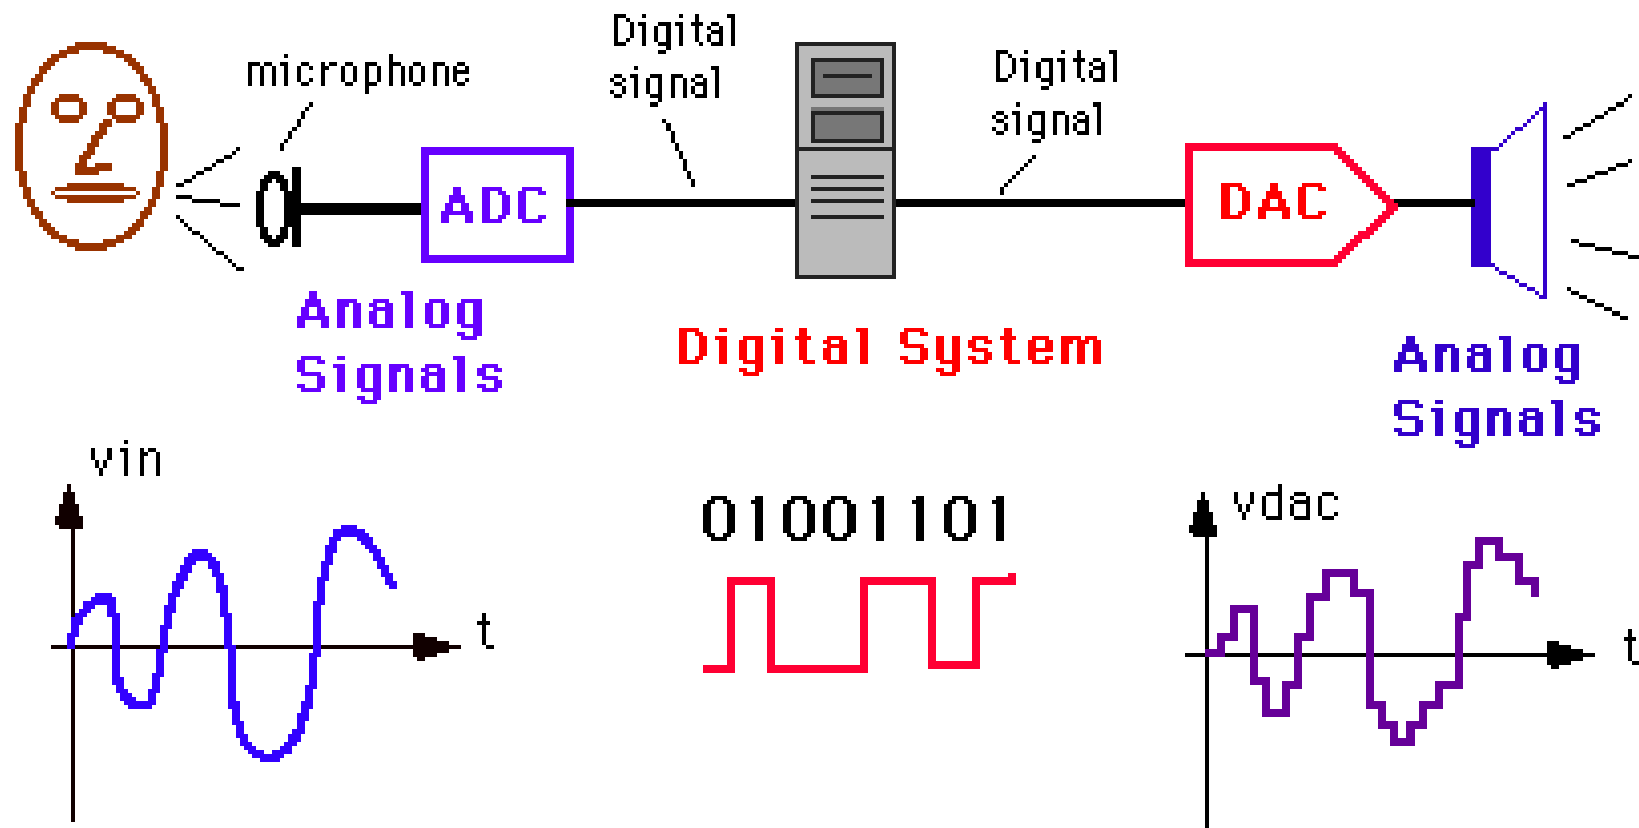 microphone
Digital
signal
Digital
signal
ADC
DAC
Analog
Signals
Digital System
Analog
Signals
vin
t
01001101
vdac
t